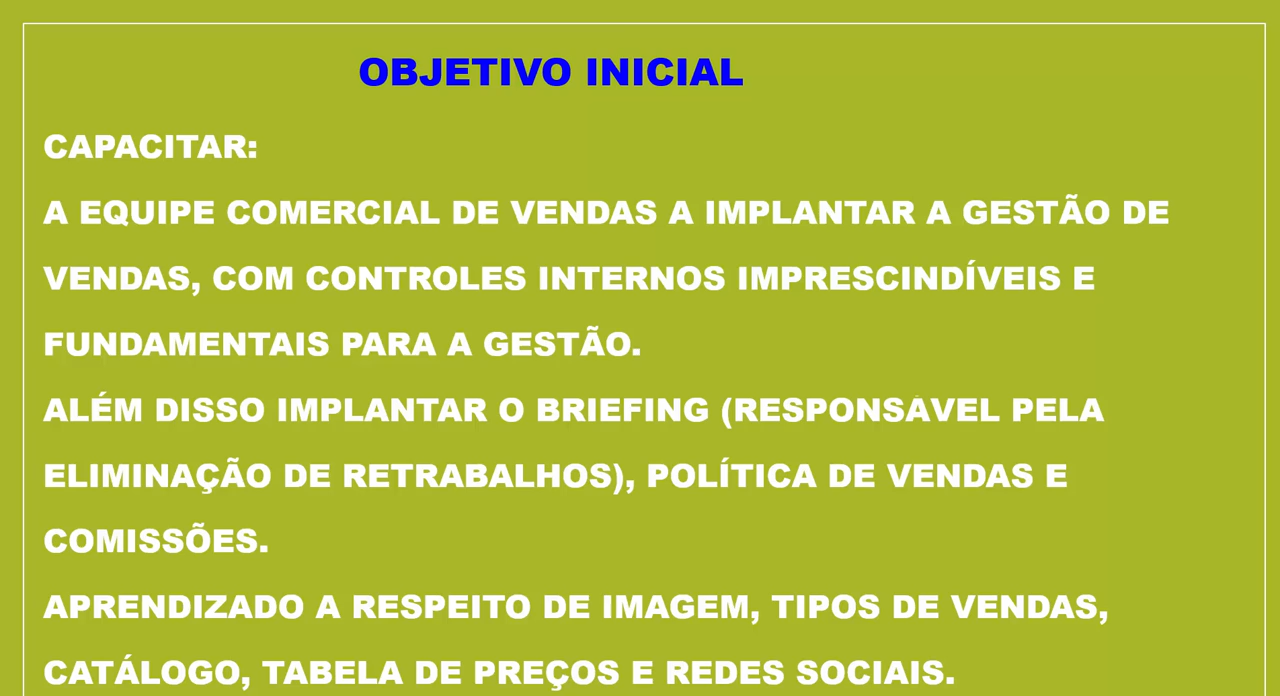 OBJETIVO INICIAL
CAPACITAR:
A EQUIPE COMERCIAL DE VENDAS A IMPLANTAR A GESTÃO DE
VENDAS, COM CONTROLES INTERNOS IMPRESCINDÍVEIS E
FUNDAMENTAIS PARA A GESTÃO.
ALÉM DISSO IMPLANTAR O BRIEFING (RESPONSÁVEL PELA
ELIMINAÇÃO DE RETRABALHOS), POLÍTICA DE VENDAS E
COMISSÕES.
APRENDIZADO A RESPEITO DE IMAGEM, TIPOS DE VENDAS,
CATÁLOGO, TABELA DE PREÇOS E REDES SOCIAIS.